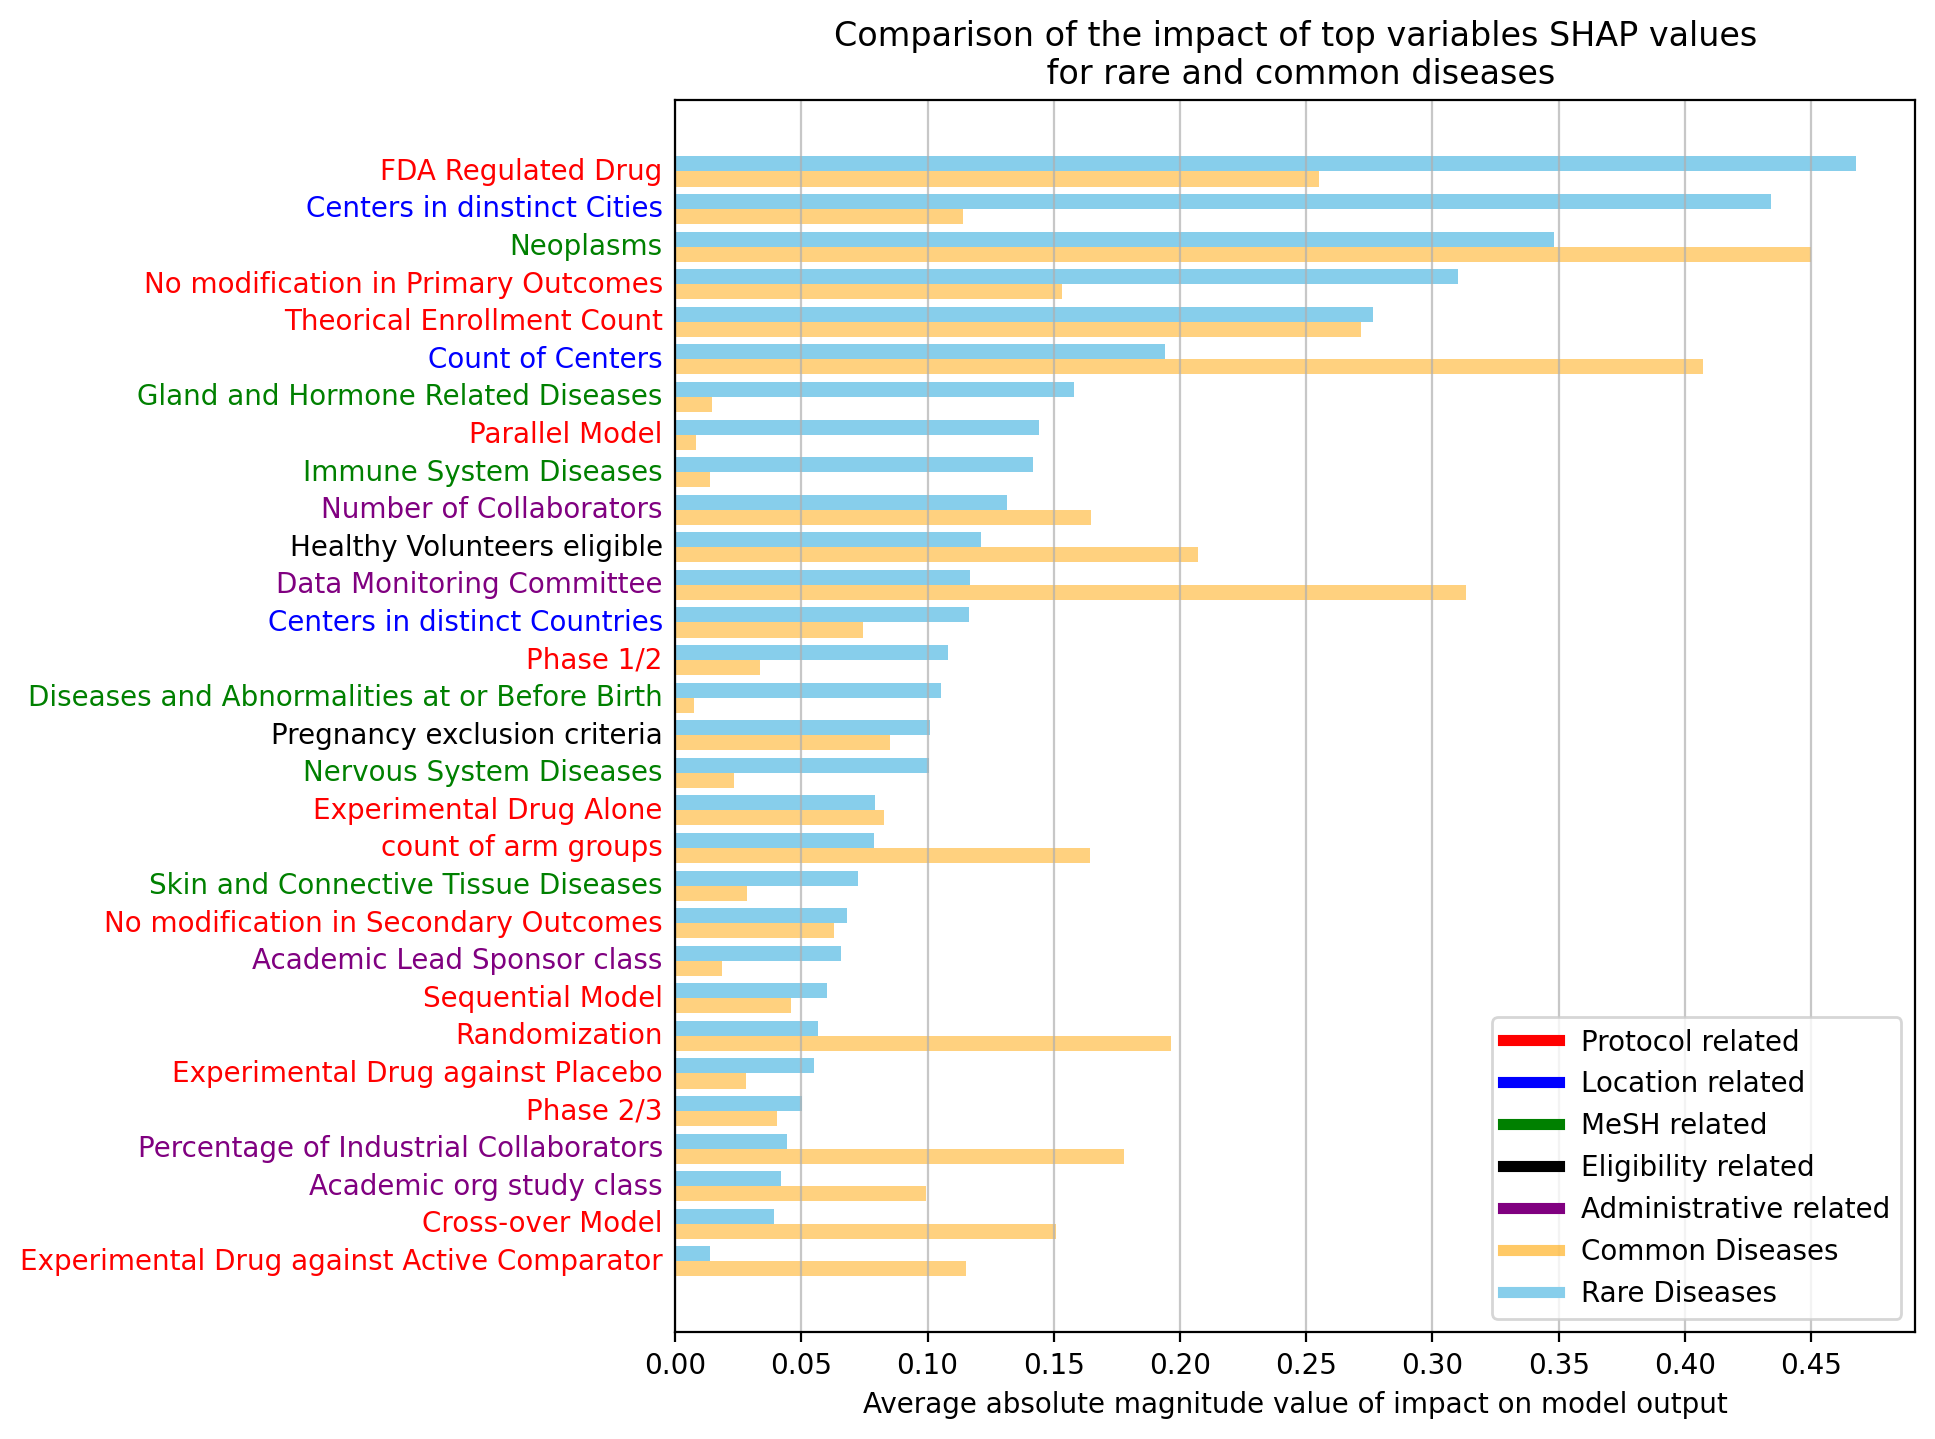 Comparison of the impact of top variables SHAP values
for rare and common diseases
FDA Regulated Drug
Centers in dinstinct Cities
Neoplasms
No modification in Primary Outcomes
Theorical Enrollment Count
Count of Centers
Gland and Hormone Related Diseases
Parallel Model
Immune System Diseases
Number of Collaborators
Healthy Volunteers eligible
Data Monitoring Committee
Centers in distinct Countries
Phase 1/2
Diseases and Abnormalities at or Before Birth
Pregnancy exclusion criteria
Nervous System Diseases
Experimental Drug Alone
count of arm groups
Skin and Connective Tissue Diseases
No modification in Secondary Outcomes
Academic Lead Sponsor class
Sequential Model
Randomization
Experimental Drug against Placebo
Phase 2/3
Percentage of Industrial Collaborators
Academic org study class
Cross-over Model
Experimental Drug against Active Comparator
Protocol related
Location related
MeSH related
Eligibility related
Administrative related
Common Diseases
Rare Diseases
0.00 0.05 0.10 0.15 0.20 0.25 0.30 0.35 0.40 0.45
Average absolute magnitude value of impact on model output